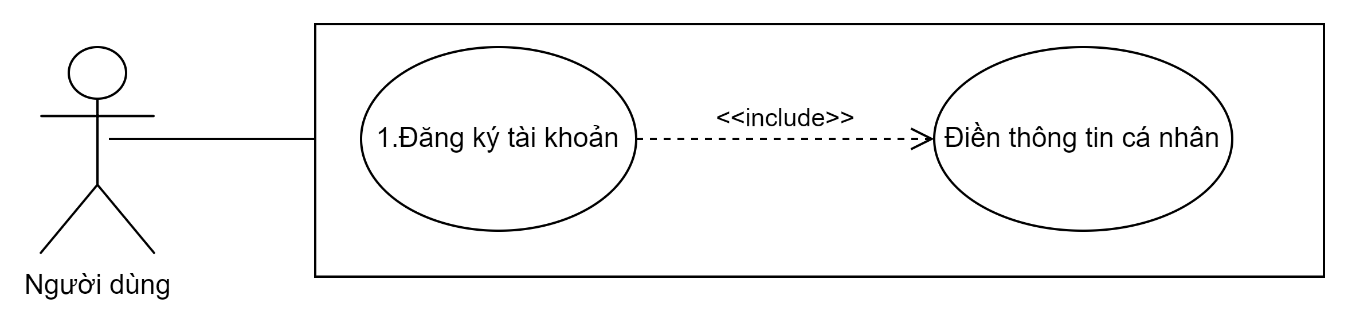 <<include>>
1.Đăng ký tài khoản
Điền thông tin cá nhân
Người dùng